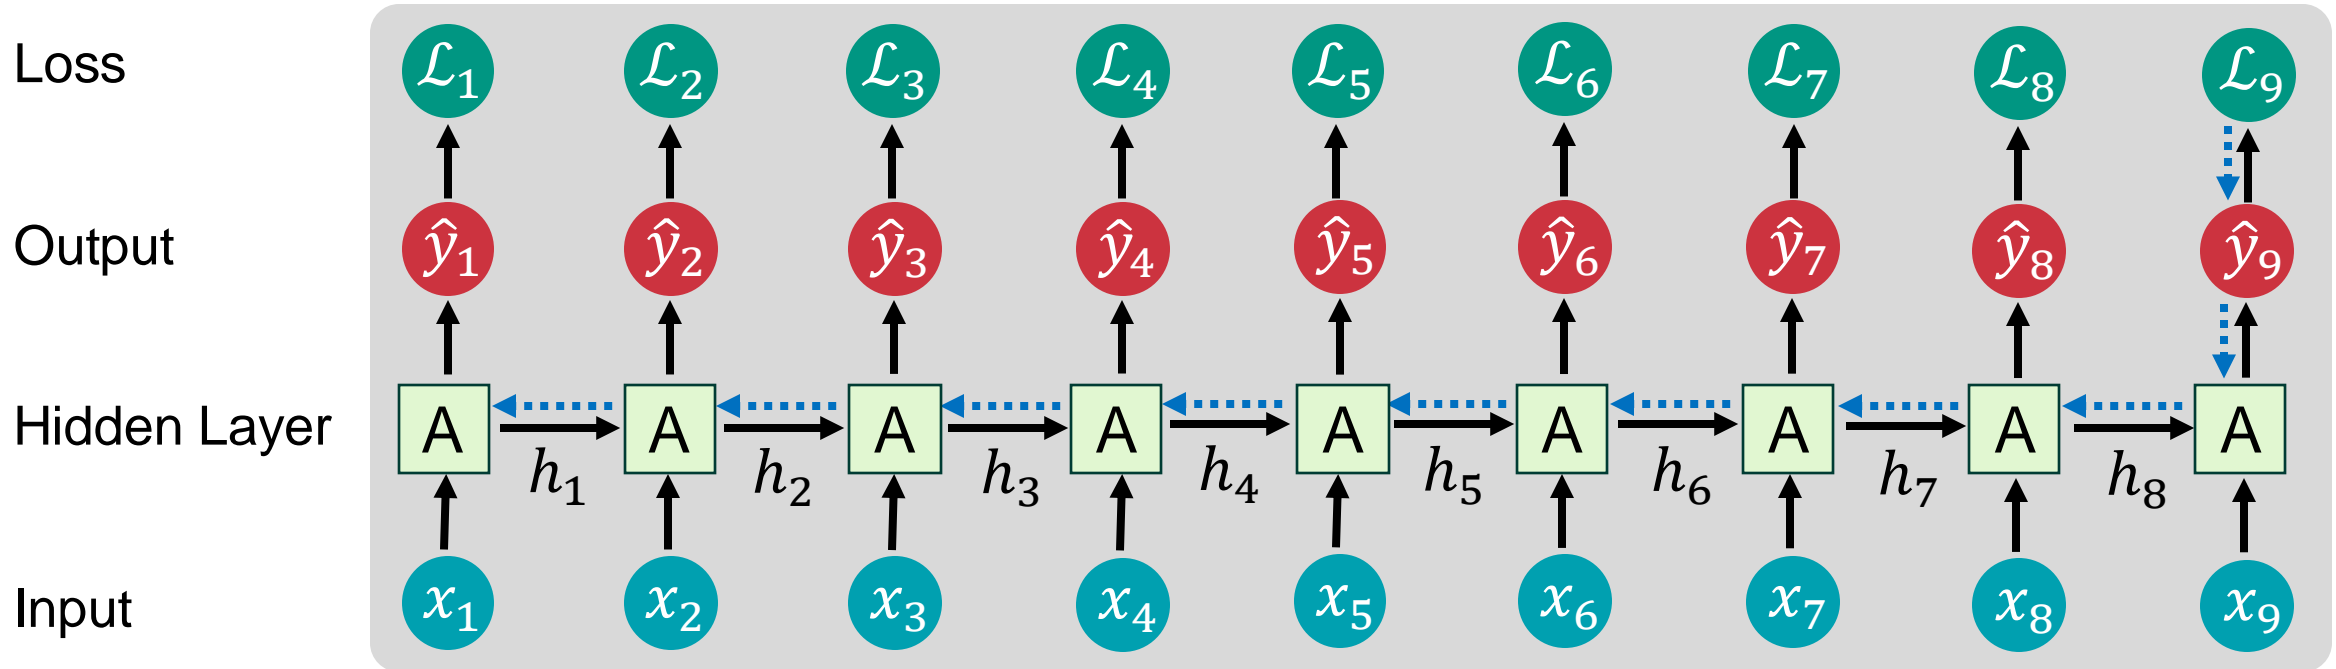 Loss ℒ₁ ℒ₂ ℒ₃ ℒ₄ ℒ₅ ℒ₆ ℒ₇ ℒ₈ ℒ₉
Output ŷ₁ ŷ₂ ŷ₃ ŷ₄ ŷ₅ ŷ₆ ŷ₇ ŷ₈ ŷ₉
Hidden Layer A A A A A A A A A
h₁ h₂ h₃ h₄ h₅ h₆ h₇ h₈
Input x₁ x₂ x₃ x₄ x₅ x₆ x₇ x₈ x₉